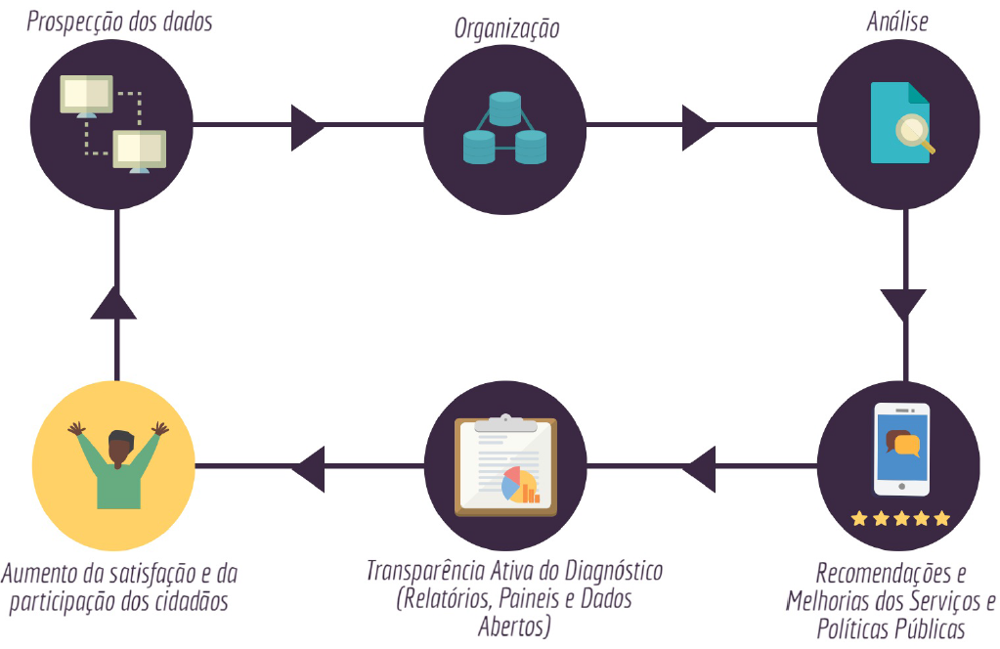 Prospecção dos dados
Organização
Análise
Aumento da satisfação e da
participação dos cidadãos
Transparência Ativa do Diagnóstico
(Relatórios, Paineis e Dados
Abertos)
Recomendações e
Melhorias dos Serviços e
Políticas Públicas